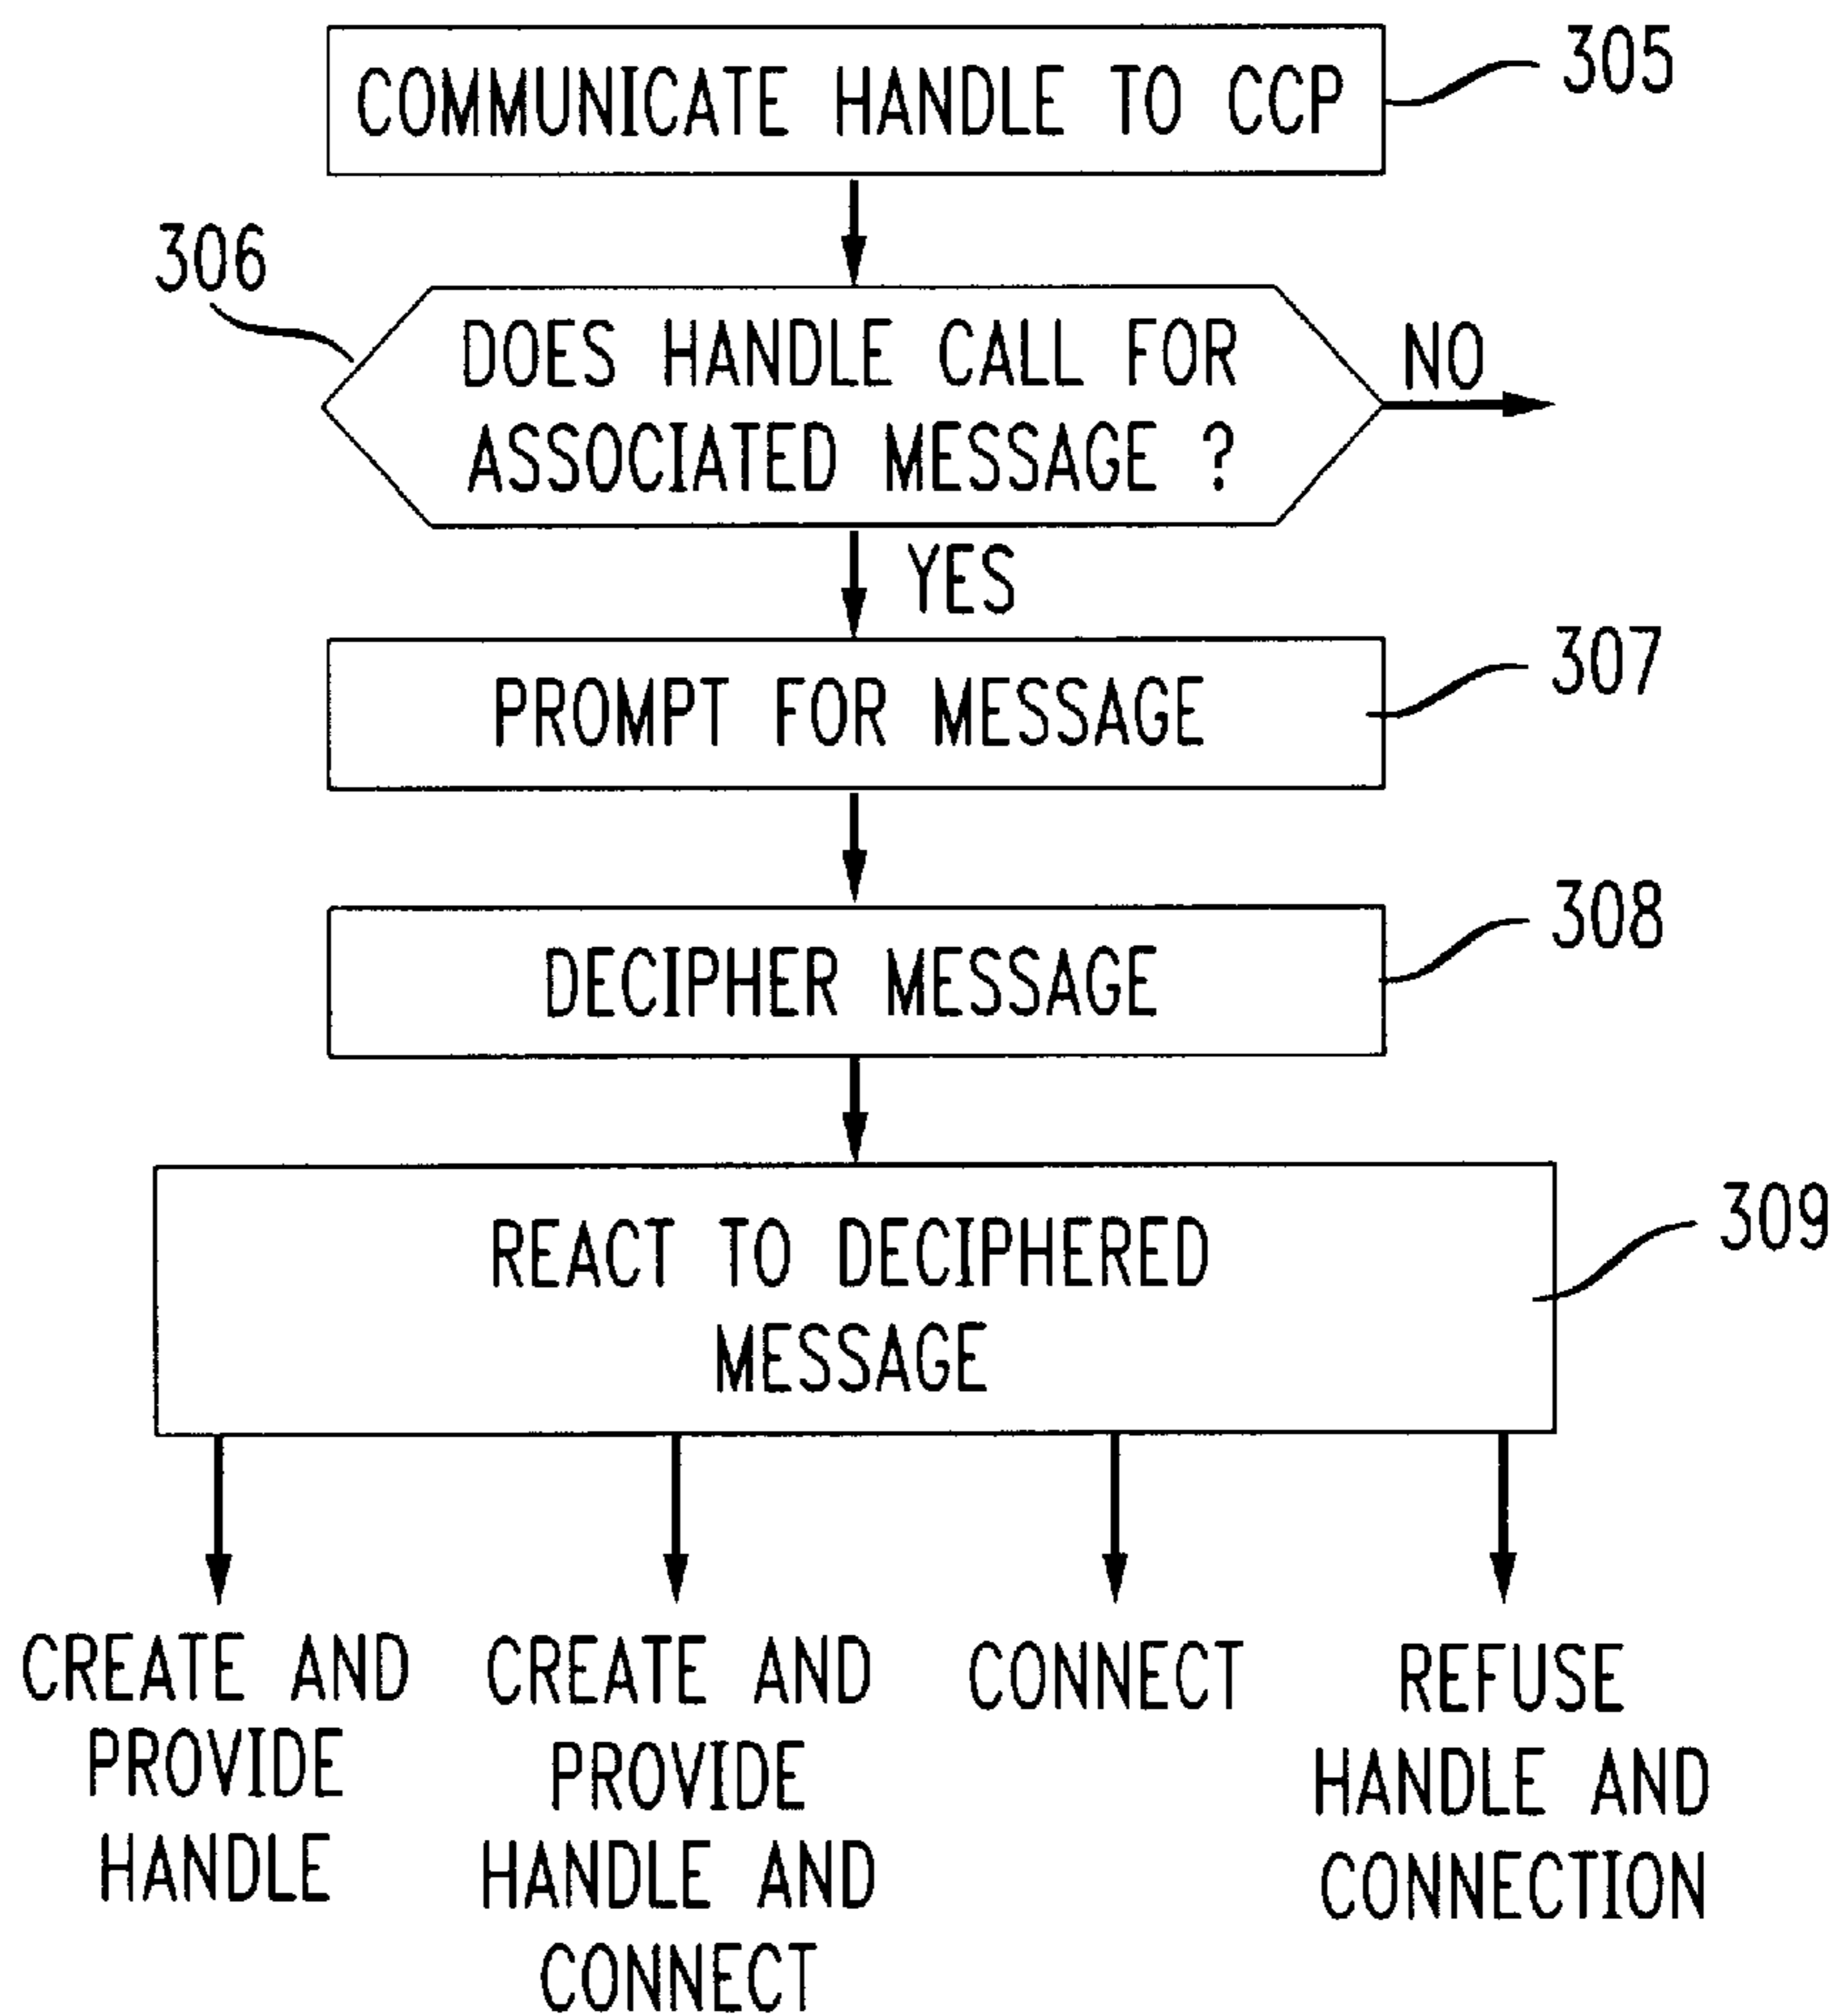 COMMUNICATE HANDLE TO CCP
305
306
DOES HANDLE CALL FOR
ASSOCIATED MESSAGE ?
NO
YES
PROMPT FOR MESSAGE
307
DECIPHER MESSAGE
308
REACT TO DECIPHERED
MESSAGE
309
CREATE AND
PROVIDE
HANDLE
CREATE AND
PROVIDE
HANDLE AND
CONNECT
CONNECT
REFUSE
HANDLE AND
CONNECTION